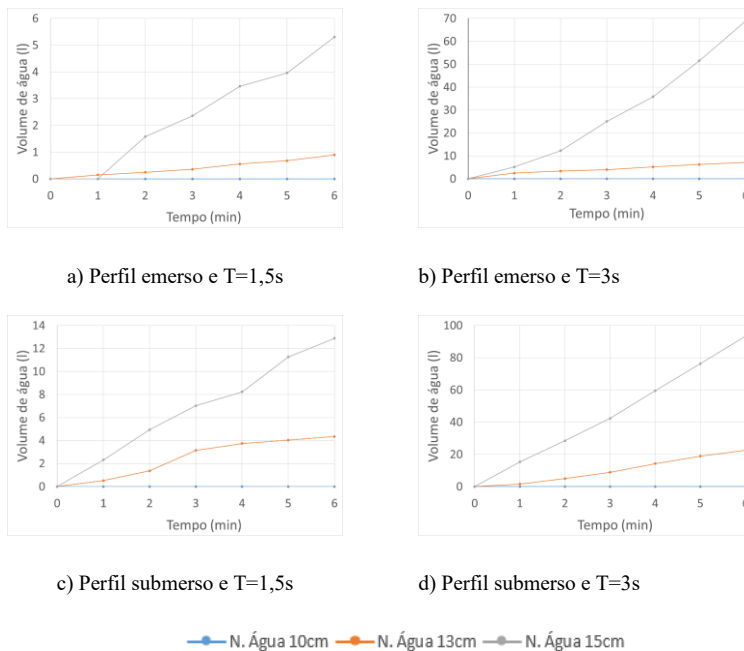 6
5
4
3
2
1
0
Volume de água (l)
0 1 2 3 4 5 6
Tempo (min)
a) Perfil emerso e T=1,5s
70
60
50
40
30
20
10
0
Volume de água (l)
0 1 2 3 4 5 6
Tempo (min)
b) Perfil emerso e T=3s
14
12
10
8
6
4
2
0
Volume de água (l)
0 1 2 3 4 5 6
Tempo (min)
c) Perfil submerso e T=1,5s
100
80
60
40
20
0
Volume de água (l)
0 1 2 3 4 5 6
Tempo (min)
d) Perfil submerso e T=3s
N. Água 10cm N. Água 13cm N. Água 15cm